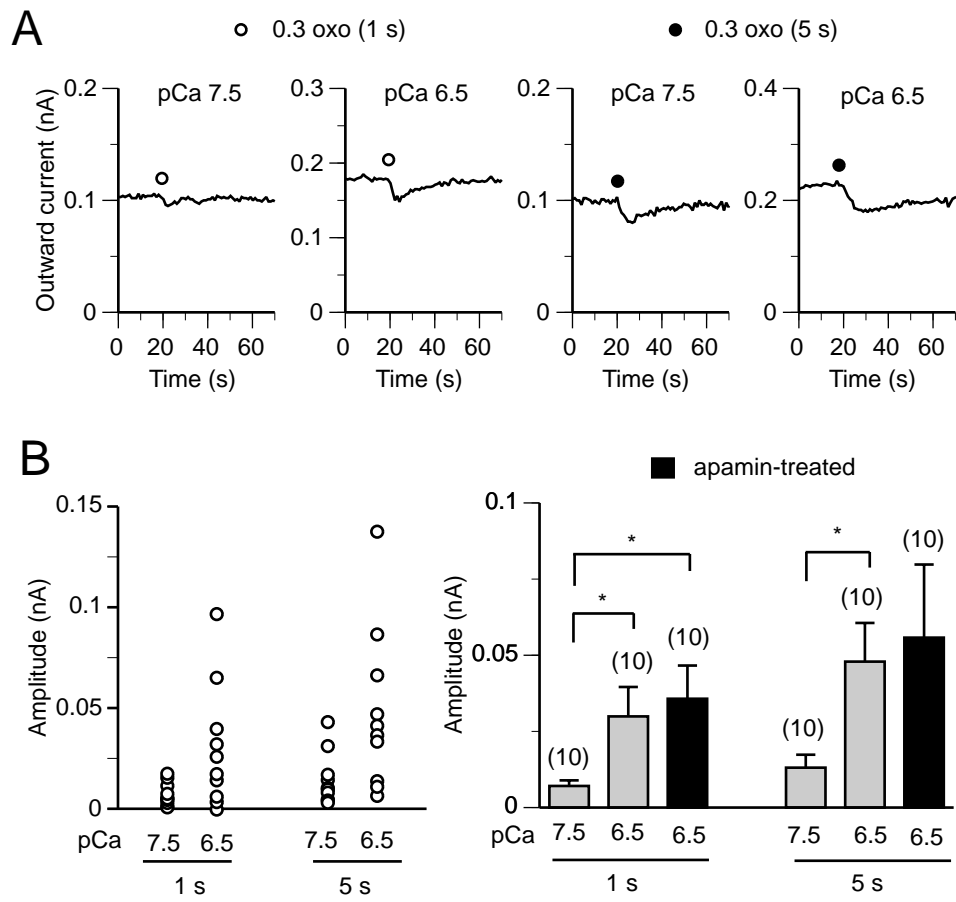 A
0.3 oxo (1 s)
0.3 oxo (5 s)
Outward current (nA)
0.2
0.1
0
pCa 7.5
0 20 40 60
Time (s)
0.3
0.2
0.1
0
pCa 6.5
0 20 40 60
Time (s)
0.2
0.1
0
pCa 7.5
0 20 40 60
Time (s)
0.4
0.2
0
pCa 6.5
0 20 40 60
Time (s)
B
Amplitude (nA)
0.15
0.1
0.05
0
pCa 7.5 6.5 7.5 6.5
1 s 5 s
apamin-treated
Amplitude (nA)
0.1
0.05
0
* * *
(10) (10) (10) (10) (10) (10)
pCa 7.5 6.5 6.5 7.5 6.5 6.5
1 s 5 s